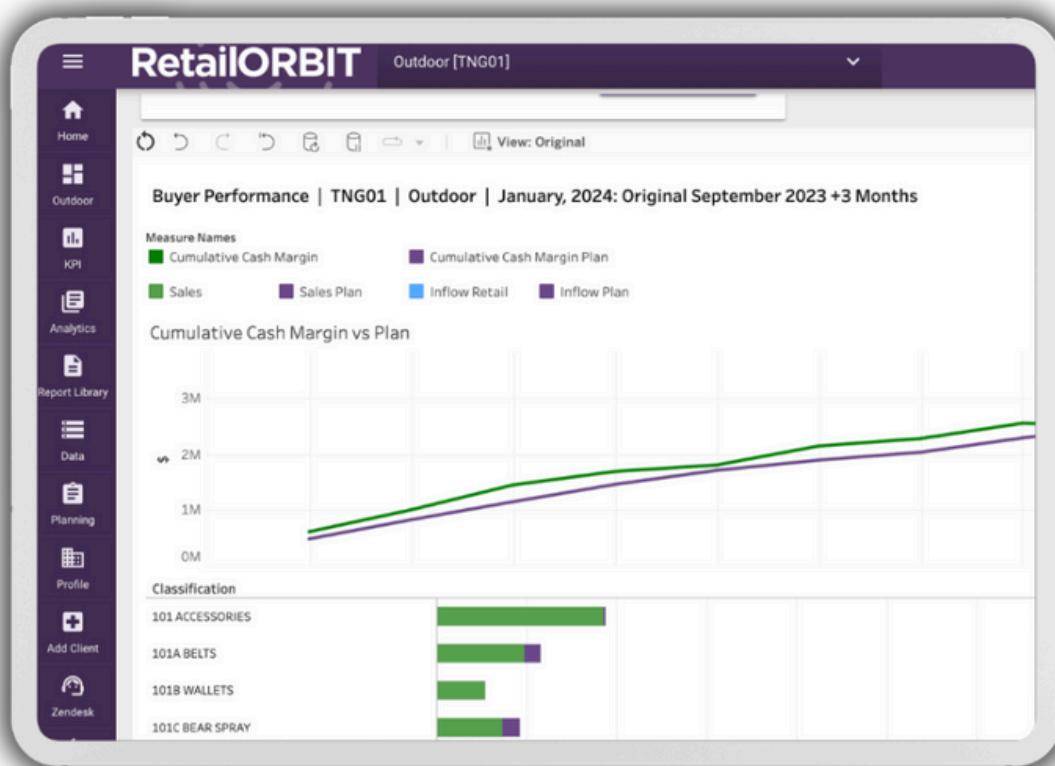 RetailORBIT
Outdoor [TNG01]
Home
Outdoor
KPI
Analytics
Report Library
Data
Planning
Profile
Add Client
Zendesk
View: Original
Buyer Performance | TNG01 | Outdoor | January, 2024: Original September 2023 +3 Months
Measure Names
Cumulative Cash Margin
Cumulative Cash Margin Plan
Sales
Sales Plan
Inflow Retail
Inflow Plan
Cumulative Cash Margin vs Plan
3M
2M
$
1M
0M
Classification
101 ACCESSORIES
101A BELTS
101B WALLETS
101C BEAR SPRAY